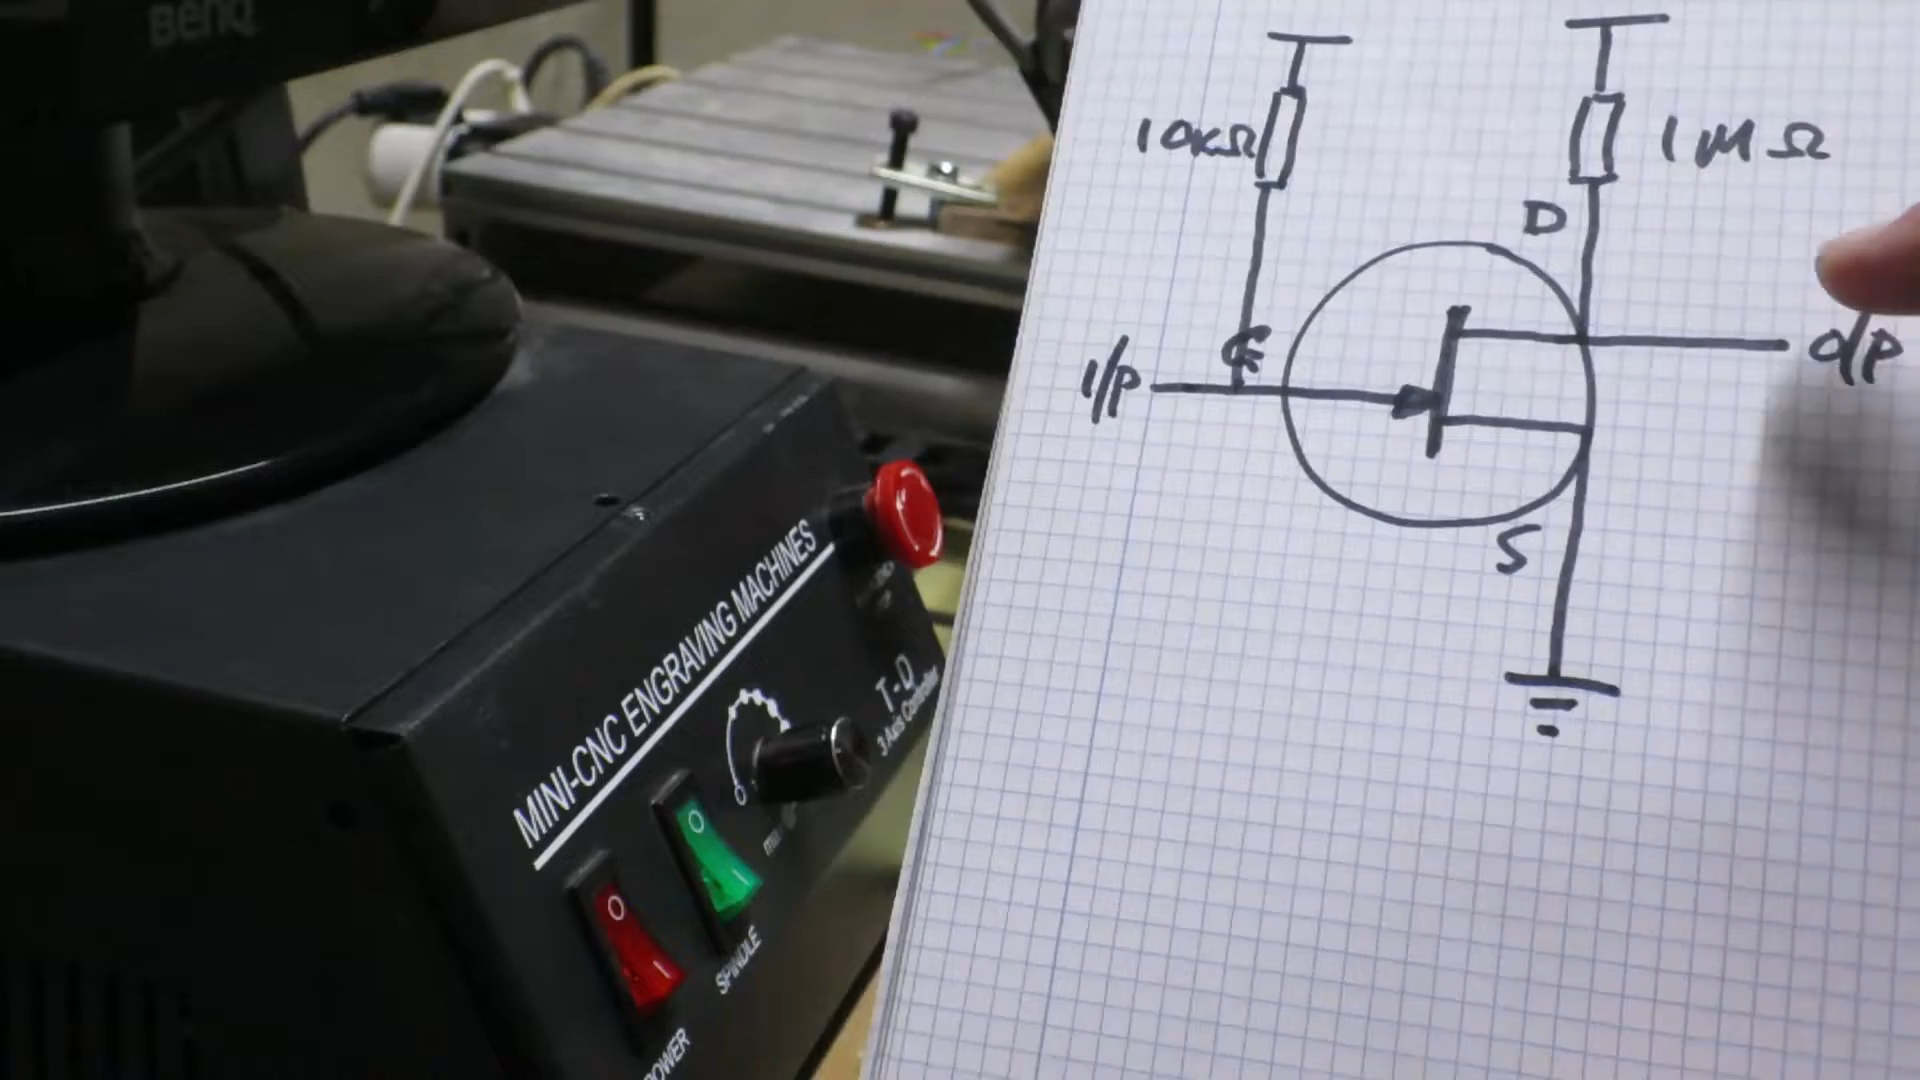 BenQ
10KΩ
1MΩ
D
G
I/P
O/P
S
MINI-CNC ENGRAVING MACHINES
T-D
3 Axis Controller
O
I
O
I
SPINDLE
POWER